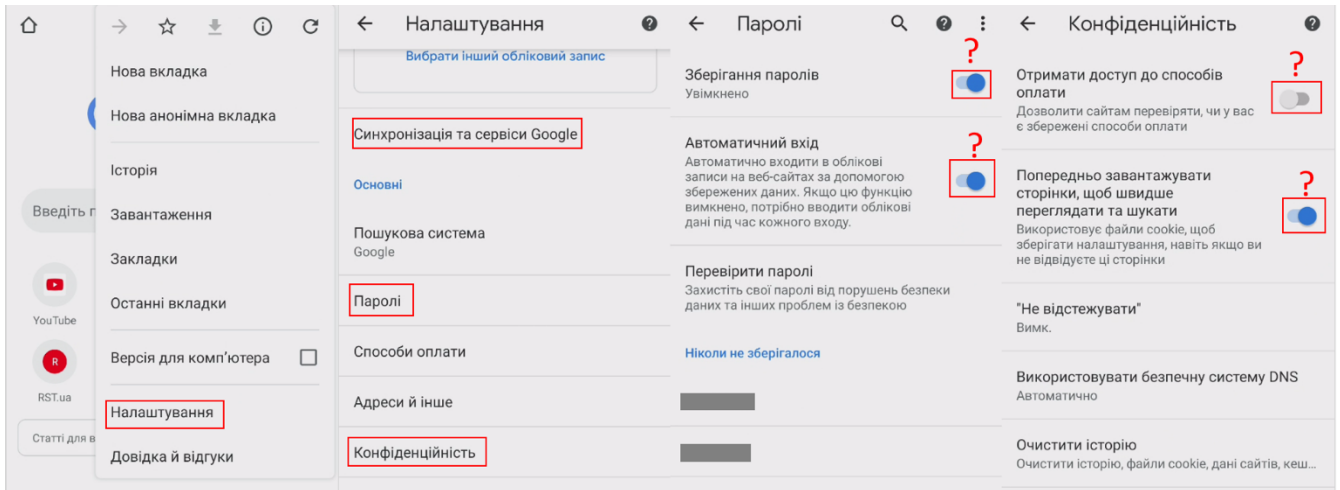 Нова вкладка
Нова анонімна вкладка
Історія
Завантаження
Закладки
Останні вкладки
Версія для комп'ютера
Налаштування
Довідка й відгуки
Введіть
YouTube
R
RST.ua
Статті для
Налаштування
Вибрати інший обліковий запис
Синхронізація та сервіси Google
Основні
Пошукова система
Google
Паролі
Способи оплати
Адреси й інше
Конфіденційність
Паролі
?
Зберігання паролів
Увімкнено
?
Автоматичний вхід
Автоматично входити в облікові
записи на веб-сайтах за допомогою
збережених даних. Якщо цю функцію
вимкнено, потрібно вводити облікові
дані під час кожного входу.
Перевірити паролі
Захистіть свої паролі від порушень безпеки
даних та інших проблем із безпекою
Ніколи не зберігалося
Конфіденційність
?
Отримати доступ до способів
оплати
Дозволити сайтам перевіряти, чи у вас
є збережені способи оплати
?
Попередньо завантажувати
сторінки, щоб швидше
переглядати та шукати
Використовує файли cookie, щоб
зберігати налаштування, навіть якщо ви
не відвідуєте ці сторінки
"Не відстежувати"
Вимк.
Використовувати безпечну систему DNS
Автоматично
Очистити історію
Очистити історію, файли cookie, дані сайтів, кеш...